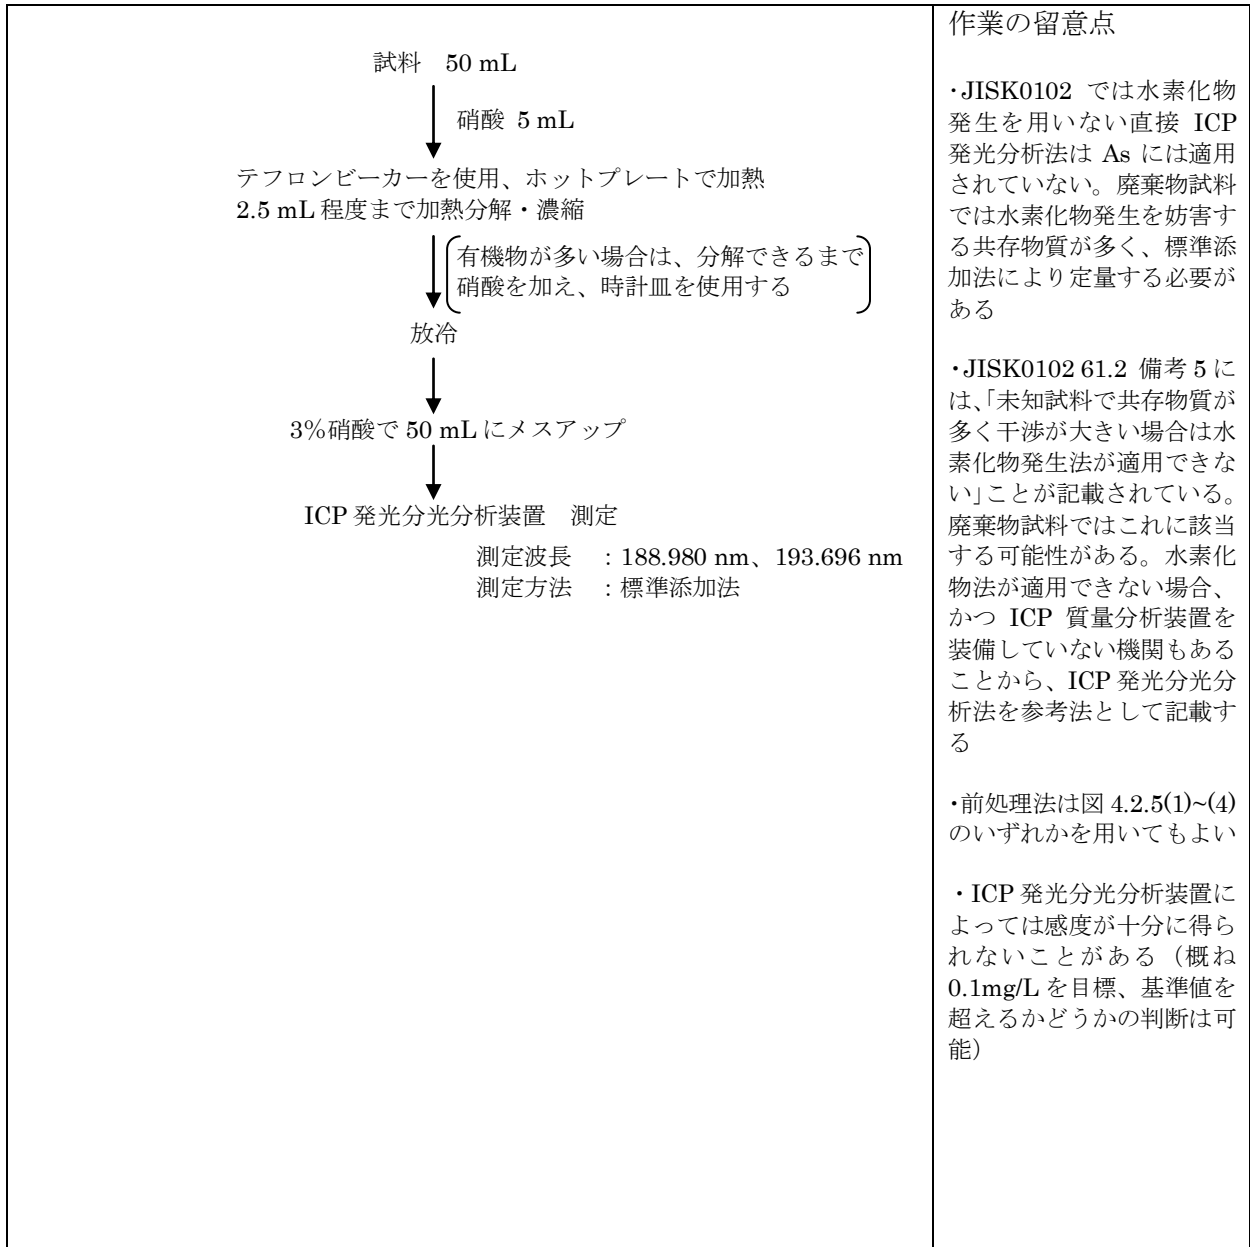 試料 50 mL
硝酸 5 mL
テフロンビーカーを使用、ホットプレートで加熱
2.5 mL 程度まで加熱分解・濃縮
有機物が多い場合は、分解できるまで
硝酸を加え、時計皿を使用する
放冷
3%硝酸で 50 mL にメスアップ
ICP 発光分光分析装置 測定
測定波長 : 188.980 nm、193.696 nm
測定方法 : 標準添加法
作業の留意点
・JISK0102 では水素化物
発生を用いない直接 ICP
発光分析法は As には適用
されていない。廃棄物試料
では水素化物発生を妨害す
る共存物質が多く、標準添
加法により定量する必要が
ある
・JISK0102 61.2 備考 5 に
は、「未知試料で共存物質が
多く干渉が大きい場合は水
素化物発生法が適用できな
い」ことが記載されている。
廃棄物試料ではこれに該当
する可能性がある。水素化
物法が適用できない場合、
かつ ICP 質量分析装置を
装備していない機関もある
ことから、ICP 発光分光分
析法を参考法として記載す
る
・前処理法は図 4.2.5(1)~(4)
のいずれかを用いてもよい
・ICP 発光分光分析装置に
よっては感度が十分に得ら
れないことがある（概ね
0.1mg/L を目標、基準値を
超えるかどうかの判断は可
能）